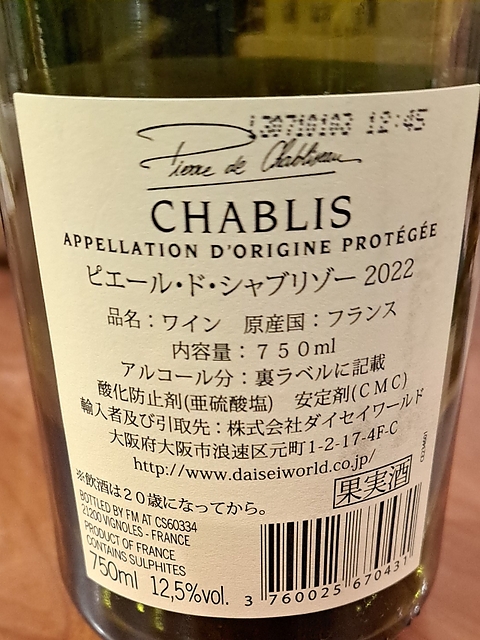 L30710103 12:45
Pierre de Chablizeau
CHABLIS
APPELLATION D'ORIGINE PROTÉGÉE
ピエール・ド・シャブリゾー 2022
品名：ワイン 原産国：フランス
内容量：７５０ml
アルコール分：裏ラベルに記載
酸化防止剤(亜硫酸塩) 安定剤(ＣＭＣ)
輸入者及び引取先：株式会社ダイセイワールド
大阪府大阪市浪速区元町1-2-17-4F-C
http://www.daiseiworld.co.jp/
※飲酒は２０歳になってから。
果実酒
BOTTLED BY FM AT CS60334
21200 VIGNOLES - FRANCE
PRODUCT OF FRANCE
CONTAINS SULPHITES
750ml 12,5%vol.
3 760025 670431